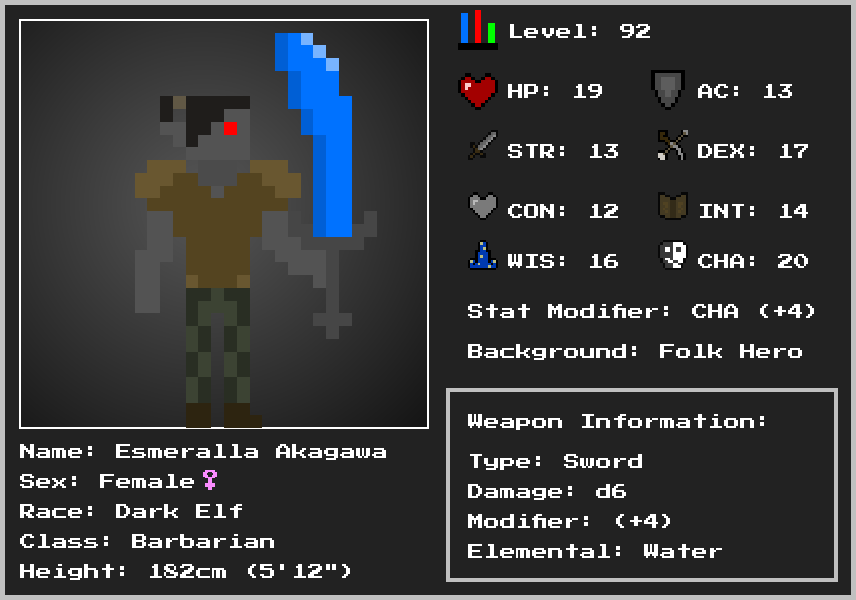 Level: 92
HP: 19
AC: 13
STR: 13
DEX: 17
CON: 12
INT: 14
WIS: 16
CHA: 20
Stat Modifier: CHA (+4)
Background: Folk Hero
Weapon Information:
Type: Sword
Damage: d6
Modifier: (+4)
Elemental: Water
Name: Esmeralla Akagawa
Sex: Female♀
Race: Dark Elf
Class: Barbarian
Height: 182cm (5'12")